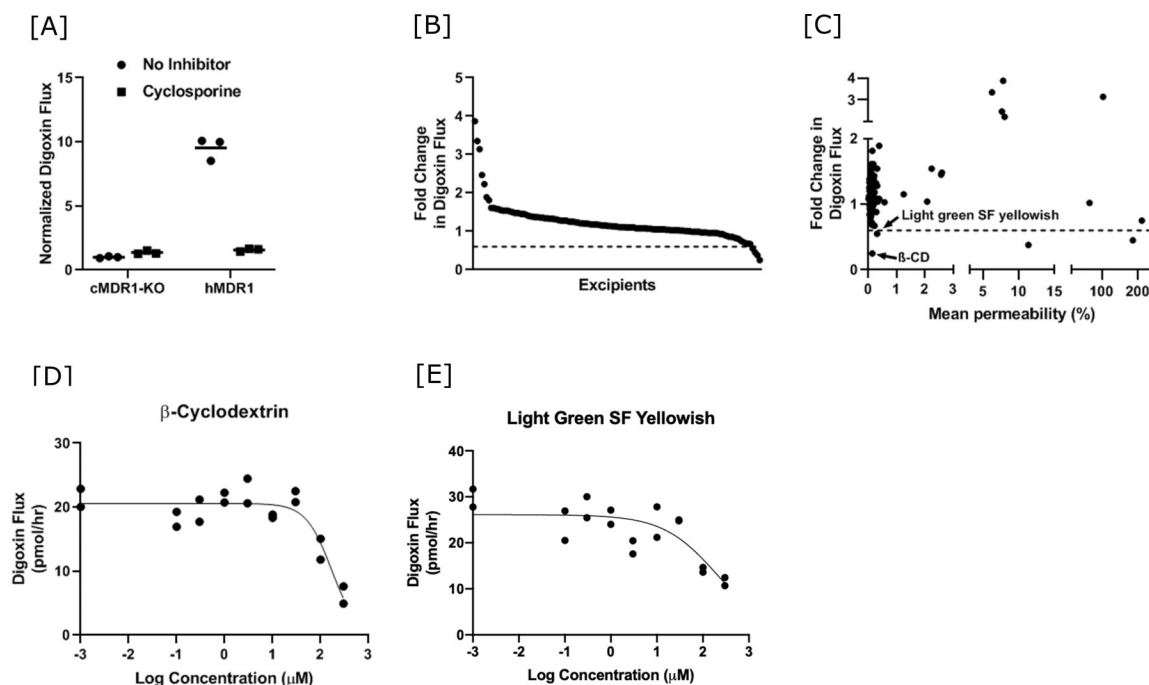 [A]
No Inhibitor
Cyclosporine
Normalized Digoxin Flux
15
10
5
0
cMDR1-KO
hMDR1
[B]
Fold Change
in Digoxin Flux
5
4
3
2
1
0
Excipients
[C]
Fold Change in
Digoxin Flux
4
3
2
1
0
Light green SF yellowish
ß-CD
0
1
2
3
5
10
15
100
200
Mean permeability (%)
[D]
β-Cyclodextrin
Digoxin Flux
(pmol/hr)
30
20
10
0
-3
-2
-1
0
1
2
3
Log Concentration (μM)
[E]
Light Green SF Yellowish
Digoxin Flux
(pmol/hr)
40
30
20
10
0
-3
-2
-1
0
1
2
3
Log Concentration (μM)